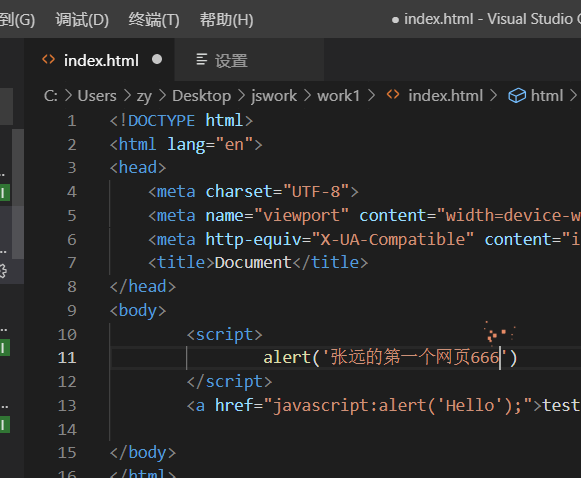 到(G) 调试(D) 终端(T) 帮助(H) ● index.html - Visual Studio
<> index.html ● 设置
C: > Users > zy > Desktop > jswork > work1 > <> index.html > html >
1 <!DOCTYPE html>
2 <html lang="en">
3 <head>
4 <meta charset="UTF-8">
5 <meta name="viewport" content="width=device-w
6 <meta http-equiv="X-UA-Compatible" content="i
7 <title>Document</title>
8 </head>
9 <body>
10 <script>
11 alert('张远的第一个网页666')
12 </script>
13 <a href="javascript:alert('Hello');">test
14
15 </body>
16 </html>